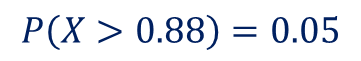 P(X > 0.88) = 0.05